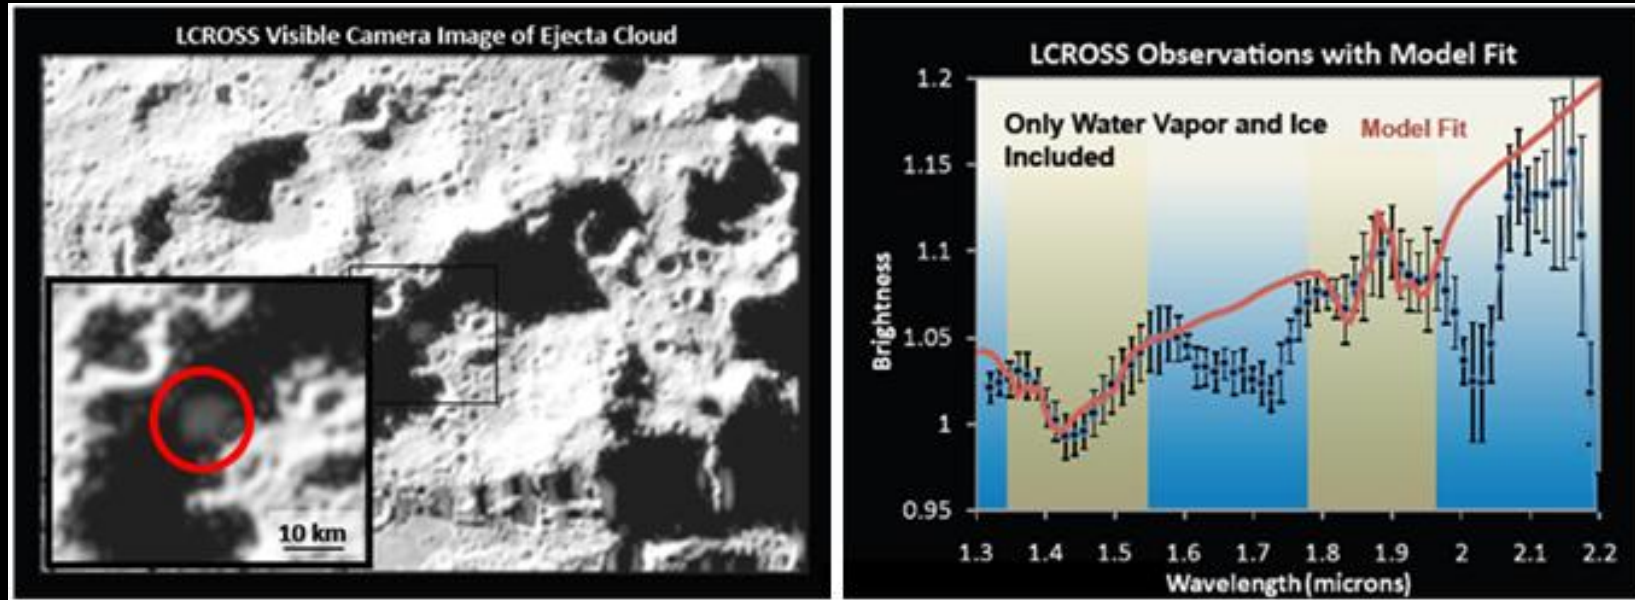 LCROSS Visible Camera Image of Ejecta Cloud
10 km
LCROSS Observations with Model Fit
Only Water Vapor and Ice
Included
Model Fit
Brightness
1.2
1.15
1.1
1.05
1
0.95
1.3 1.4 1.5 1.6 1.7 1.8 1.9 2 2.1 2.2
Wavelength (microns)